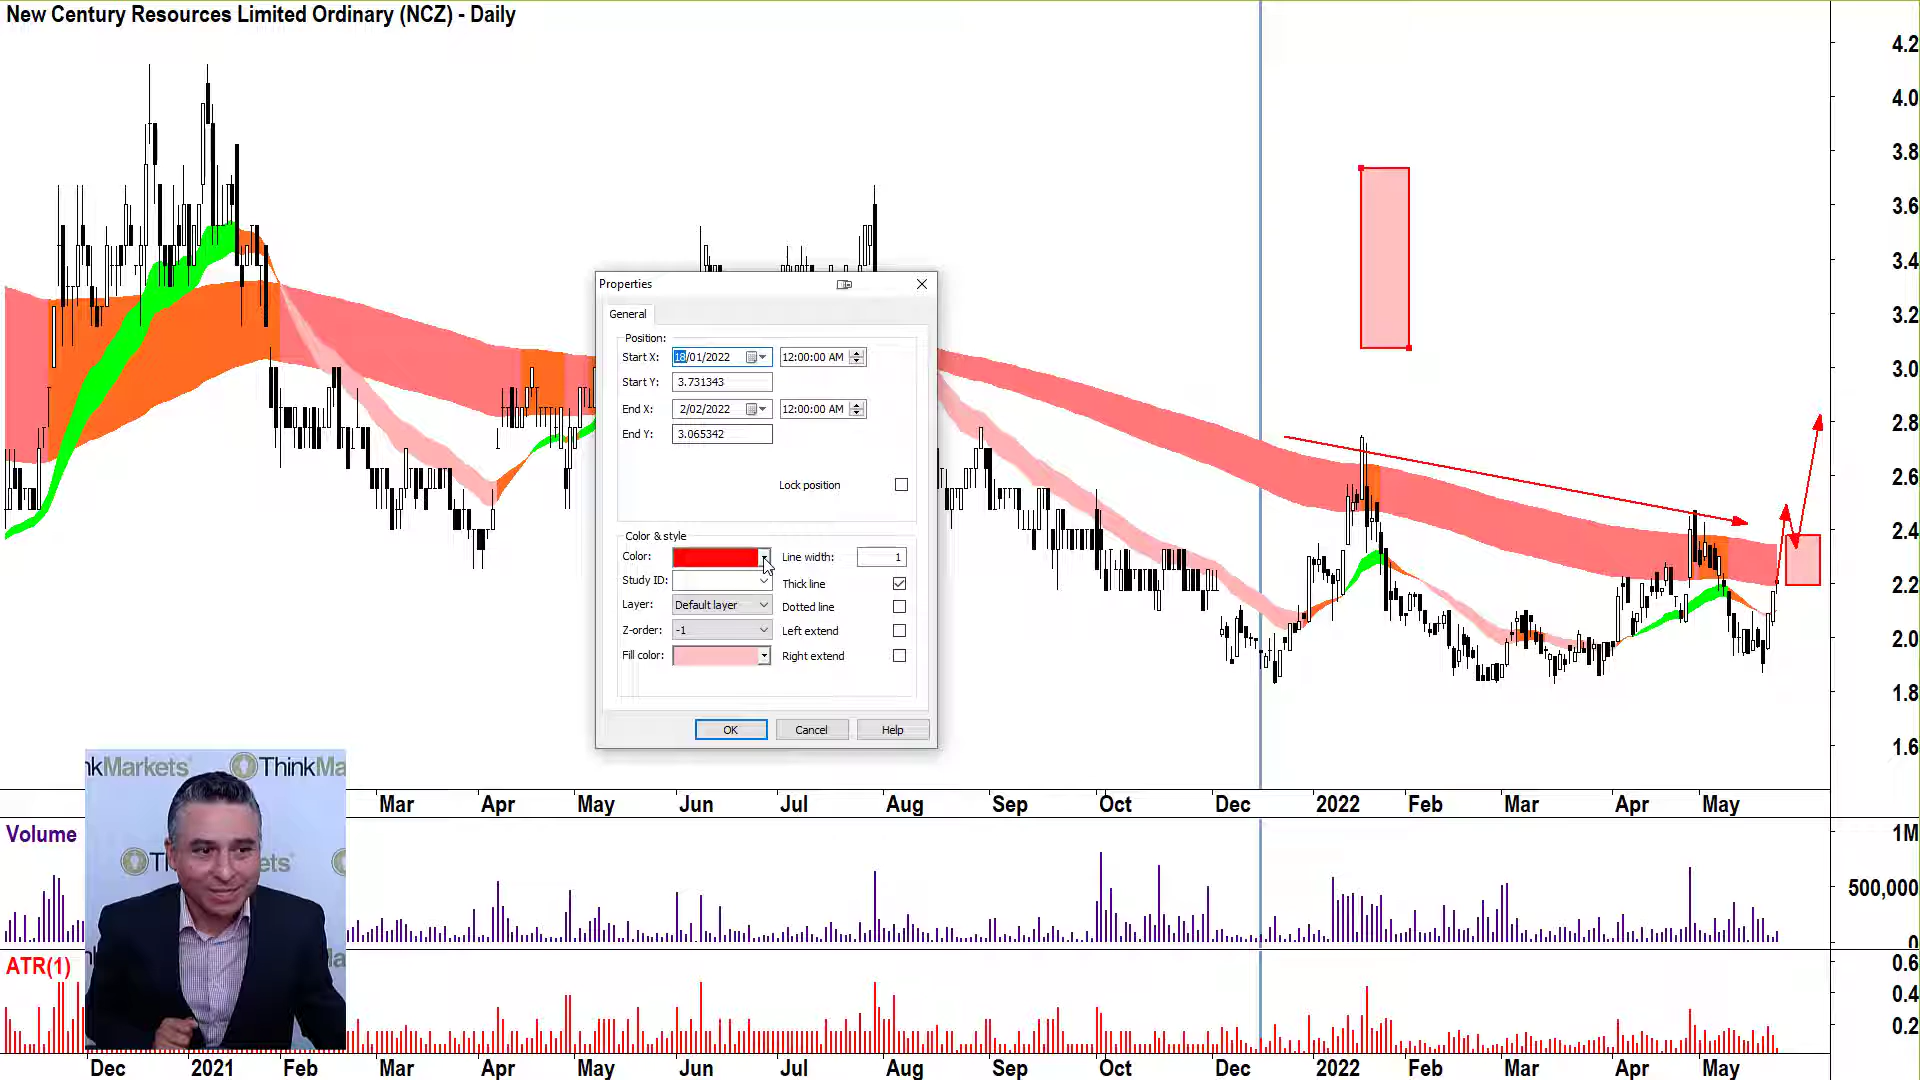 New Century Resources Limited Ordinary (NCZ) - Daily
4.2
4.0
3.8
3.6
3.4
3.2
3.0
2.8
2.6
2.4
2.2
2.0
1.8
1.6
Properties
General
Position:
Start X: 18/01/2022 12:00:00 AM
Start Y: 3.731343
End X: 2/02/2022 12:00:00 AM
End Y: 3.065342
Lock position
Color & style
Color: Line width: 1
Study ID: Thick line
Layer: Default layer Dotted line
Z-order: -1 Left extend
Fill color: Right extend
OK Cancel Help
Mar Apr May Jun Jul Aug Sep Oct Dec 2022 Feb Mar Apr May
Volume
1M
500,000
0
ATR(1)
0.6
0.4
0.2
nkMarkets ThinkMa
Dec 2021 Feb Mar Apr May Jun Jul Aug Sep Oct Dec 2022 Feb Mar Apr May